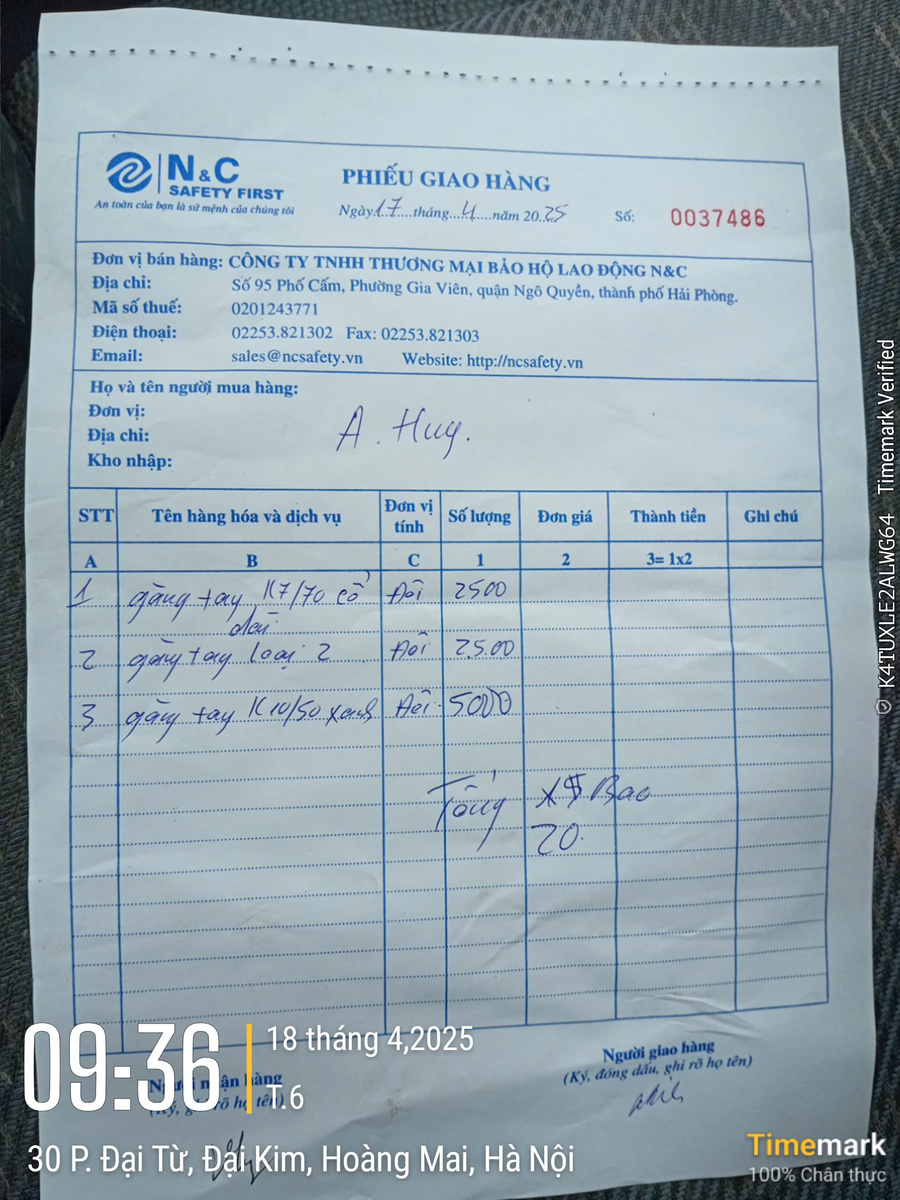 N&C
SAFETY FIRST
An toàn của bạn là sứ mệnh của chúng tôi
PHIẾU GIAO HÀNG
Ngày 17 tháng 4 năm 2025
Số: 0037486
Đơn vị bán hàng: CÔNG TY TNHH THƯƠNG MẠI BẢO HỘ LAO ĐỘNG N&C
Địa chỉ: Số 95 Phố Cấm, Phường Gia Viên, quận Ngô Quyền, thành phố Hải Phòng.
Mã số thuế: 0201243771
Điện thoại: 02253.821302 Fax: 02253.821303
Email: sales@ncsafety.vn Website: http://ncsafety.vn
Họ và tên người mua hàng:
Đơn vị:
Địa chỉ:
A. Huy.
Kho nhập:
STT Tên hàng hóa và dịch vụ Đơn vị tính Số lượng Đơn giá Thành tiền Ghi chú
A B C 1 2 3= 1x2
1 găng tay K7/70 cổ Đôi 2500
dài
2 găng tay loại 2 Đôi 2500
3 găng tay K10/50 xanh Đôi 5000
Tổng Bao
20
Người nhận hàng
(Ký, ghi rõ họ tên)
Người giao hàng
(Ký, đóng dấu, ghi rõ họ tên)
09:36
18 tháng 4,2025
T.6
30 P. Đại Từ, Đại Kim, Hoàng Mai, Hà Nội
Timemark
100% Chân thực
K4TUXLE2ALWG64 Timemark Verified